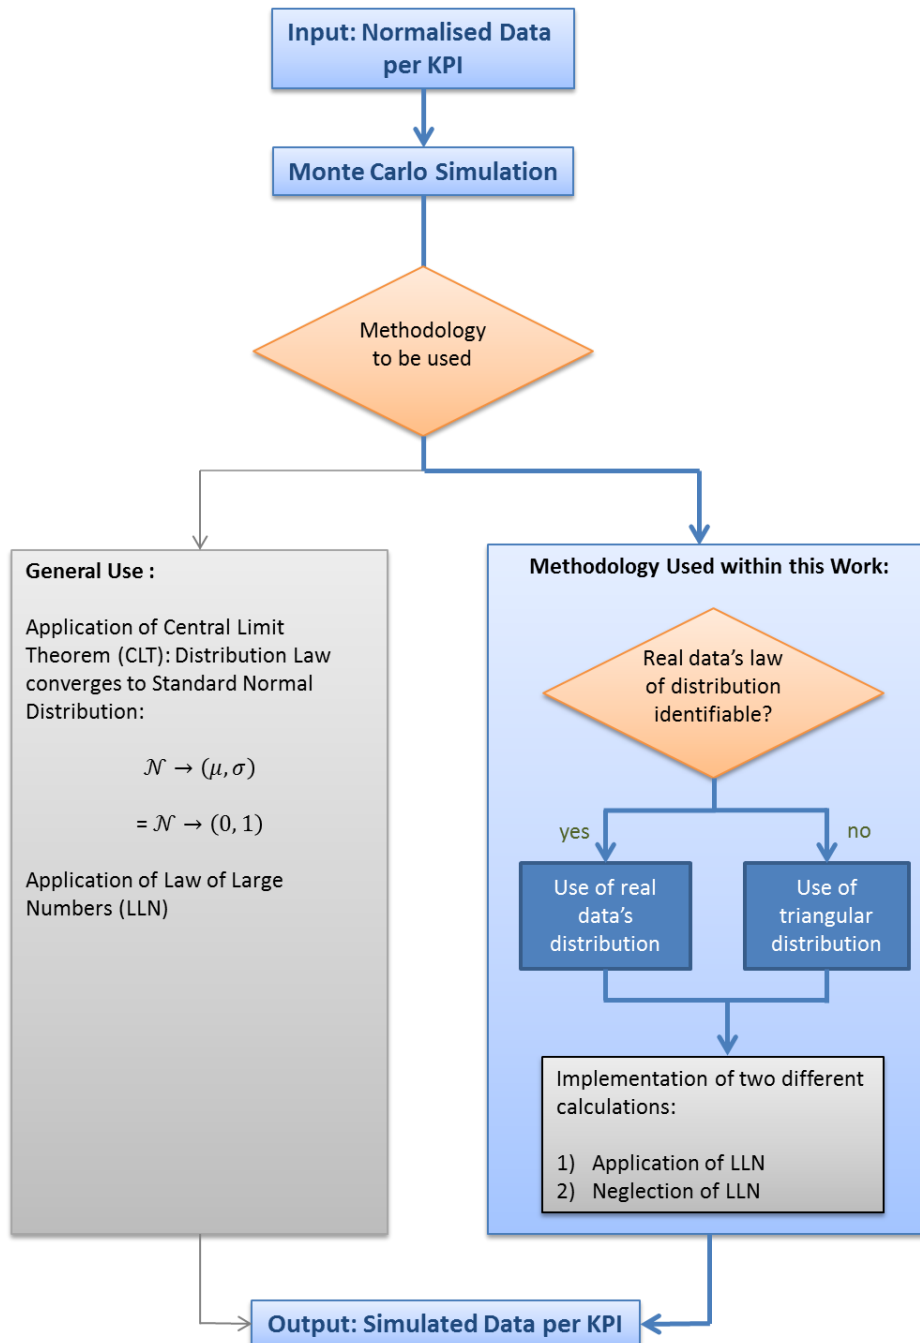 Input: Normalised Data
per KPI
Monte Carlo Simulation
Methodology
to be used
General Use :
Application of Central Limit
Theorem (CLT): Distribution Law
converges to Standard Normal
Distribution:
𝒩 → (μ, σ)
= 𝒩 → (0, 1)
Application of Law of Large
Numbers (LLN)
Methodology Used within this Work:
Real data's law
of distribution
identifiable?
yes
no
Use of real
data's
distribution
Use of
triangular
distribution
Implementation of two different
calculations:
1) Application of LLN
2) Neglection of LLN
Output: Simulated Data per KPI